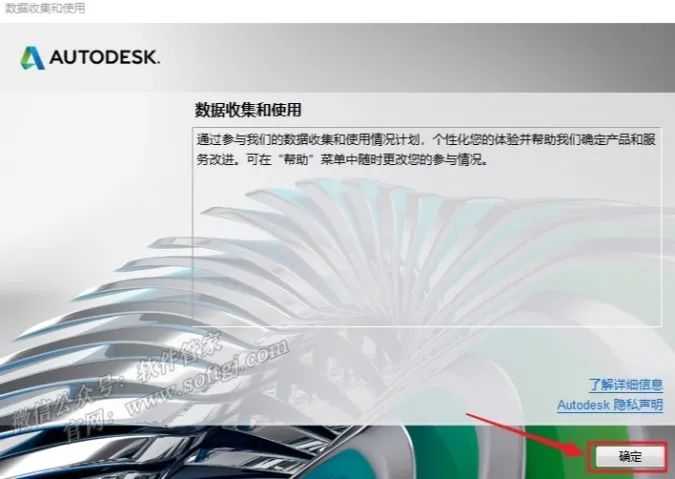 数据收集和使用
AUTODESK.
数据收集和使用
通过参与我们的数据收集和使用情况计划，个性化您的体验并帮助我们确定产品和服
务改进。可在“帮助”菜单中随时更改您的参与情况。
微信公众号：软件管家
官网：www.softgj.com
了解详细信息
Autodesk 隐私声明
确定